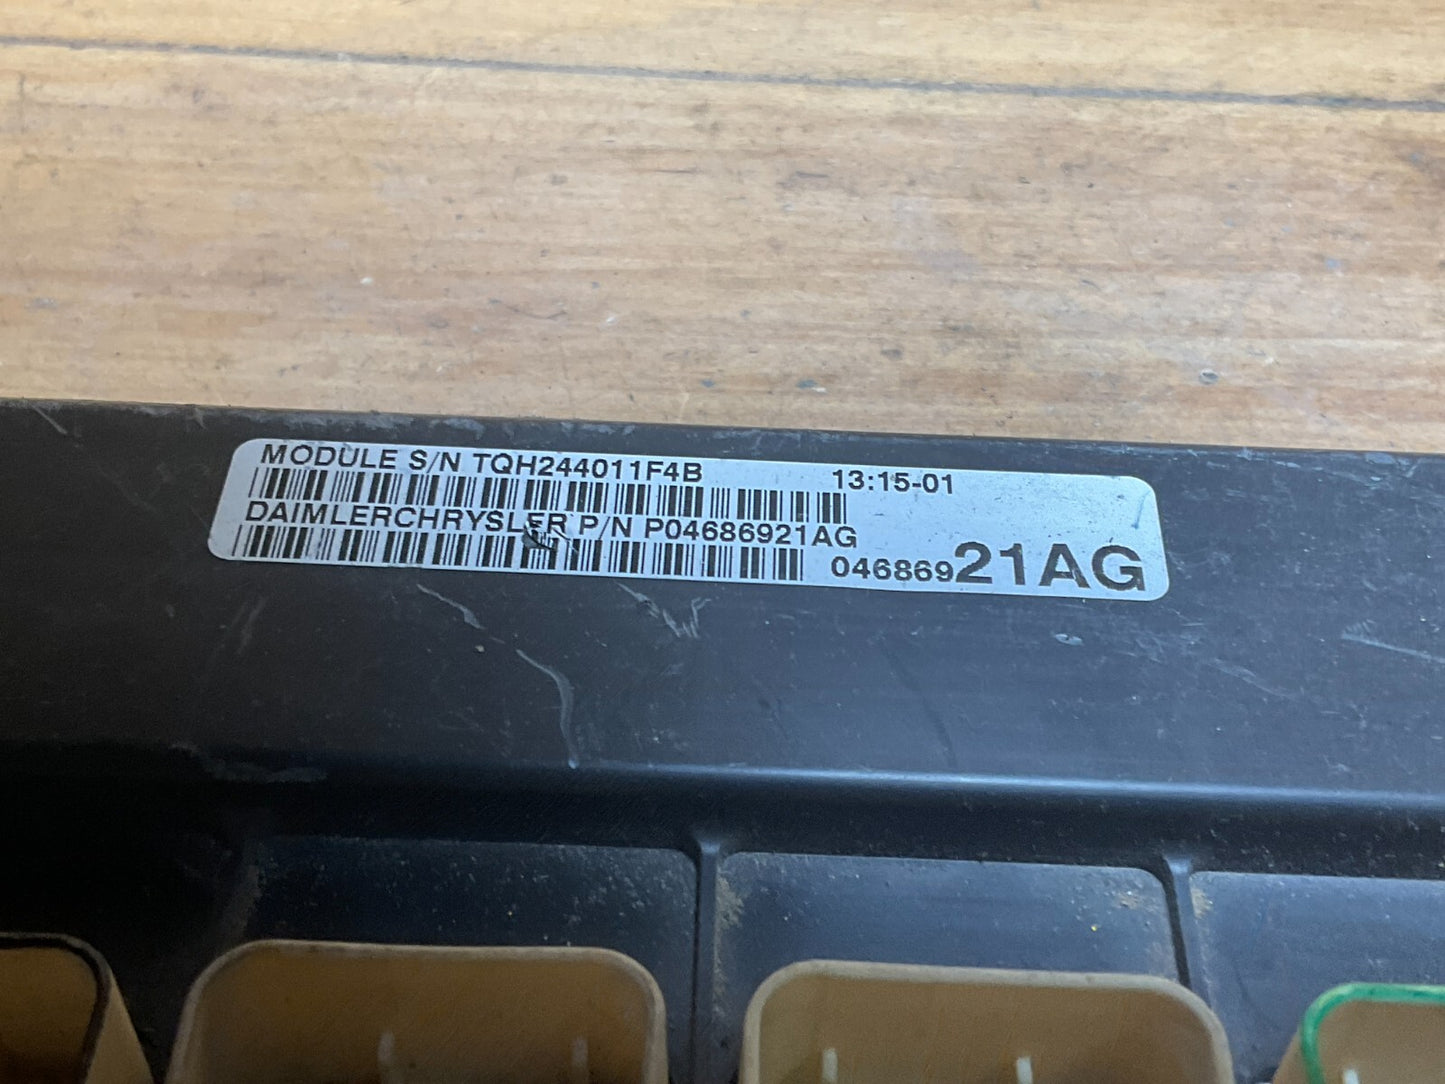 MODULE S/N TQH244011F4B 13:15-01
DAIMLERCHRYSLER P/N P04686921AG
04686921AG